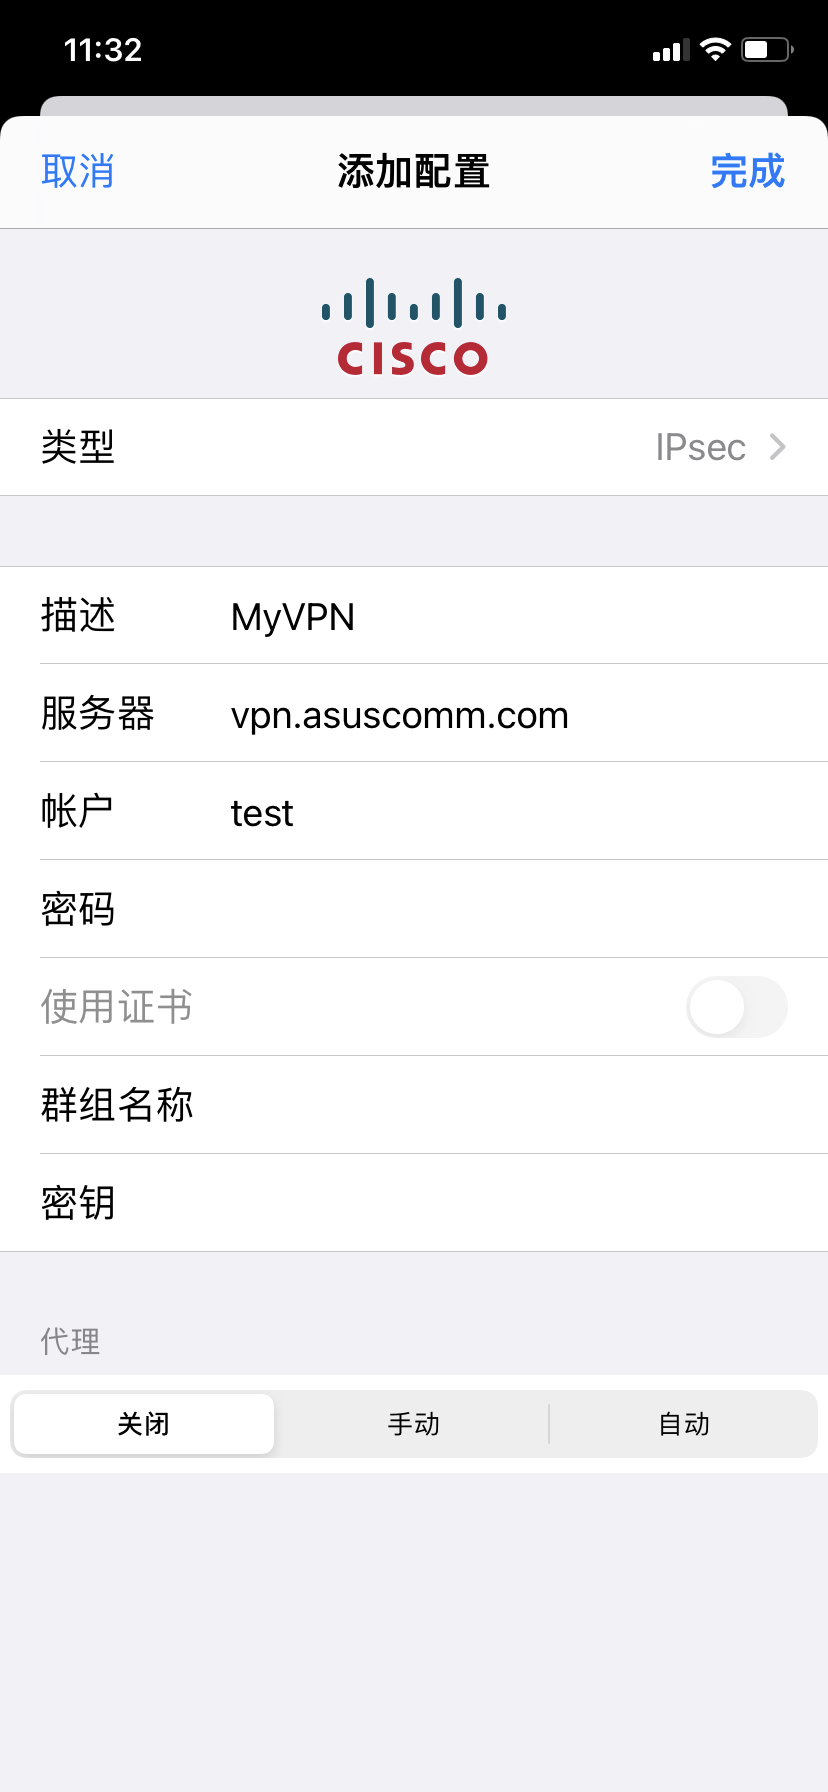 11:32
取消 添加配置 完成
CISCO
类型 IPsec
描述 MyVPN
服务器 vpn.asuscomm.com
帐户 test
密码
使用证书
群组名称
密钥
代理
关闭 手动 自动